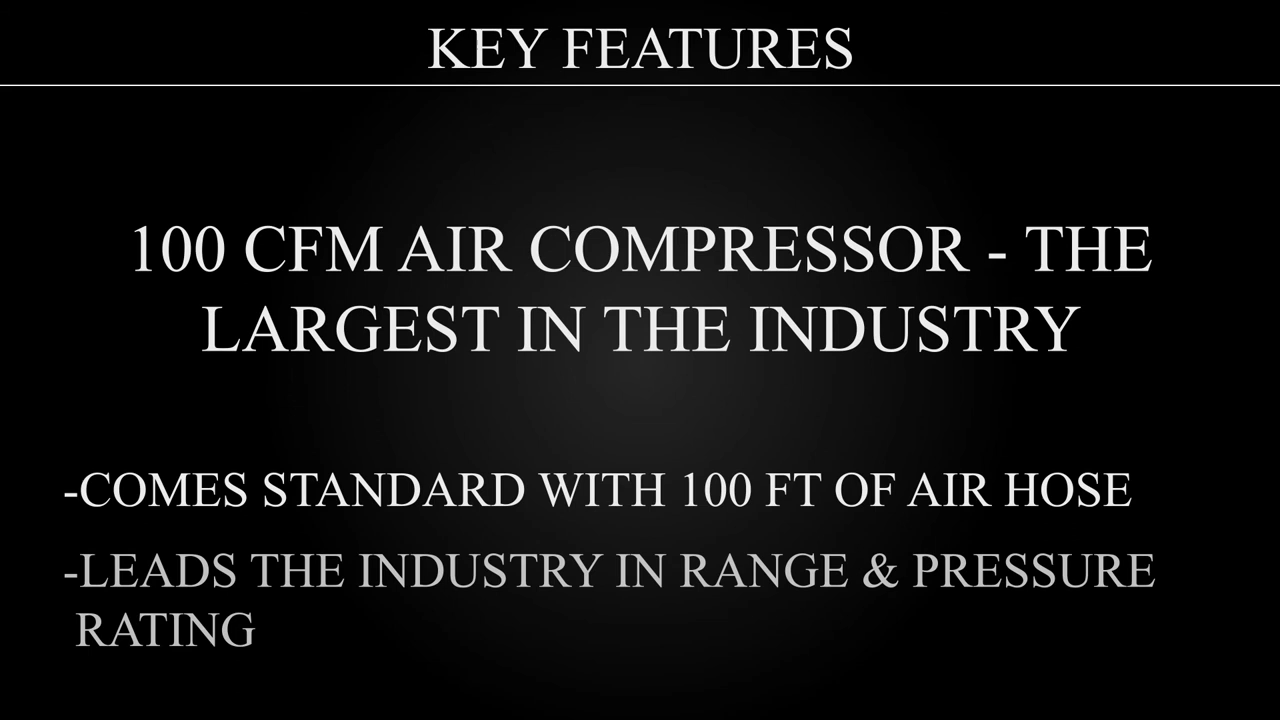 KEY FEATURES
100 CFM AIR COMPRESSOR - THE
LARGEST IN THE INDUSTRY
-COMES STANDARD WITH 100 FT OF AIR HOSE
-LEADS THE INDUSTRY IN RANGE & PRESSURE
RATING